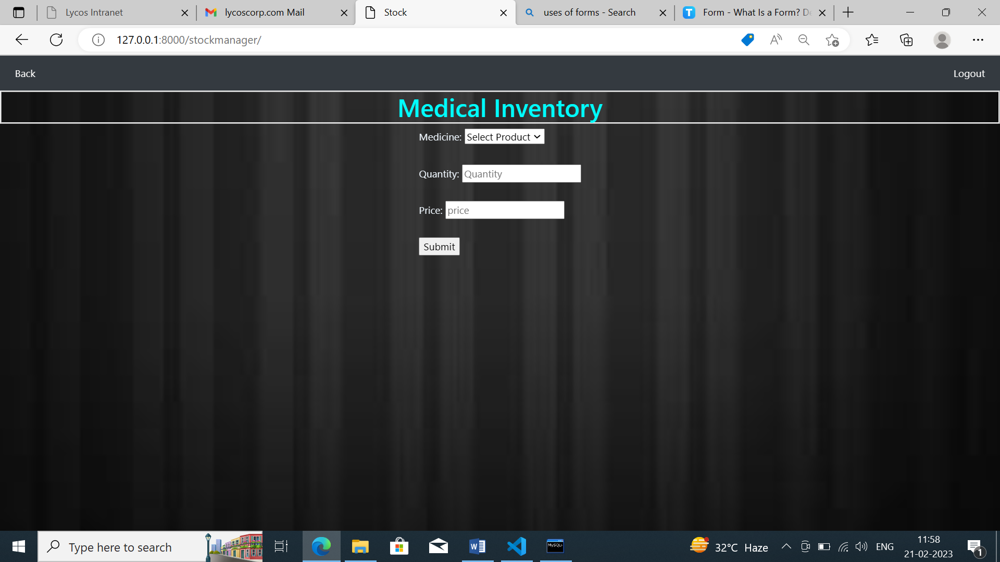 Lycos Intranet
lycoscorp.com Mail
Stock
uses of forms - Search
Form - What Is a Form? De
127.0.0.1:8000/stockmanager/
Back
Logout
Medical Inventory
Medicine: Select Product
Quantity: Quantity
Price: price
Submit
Type here to search
MySQL
32°C Haze
ENG
11:58
21-02-2023
1